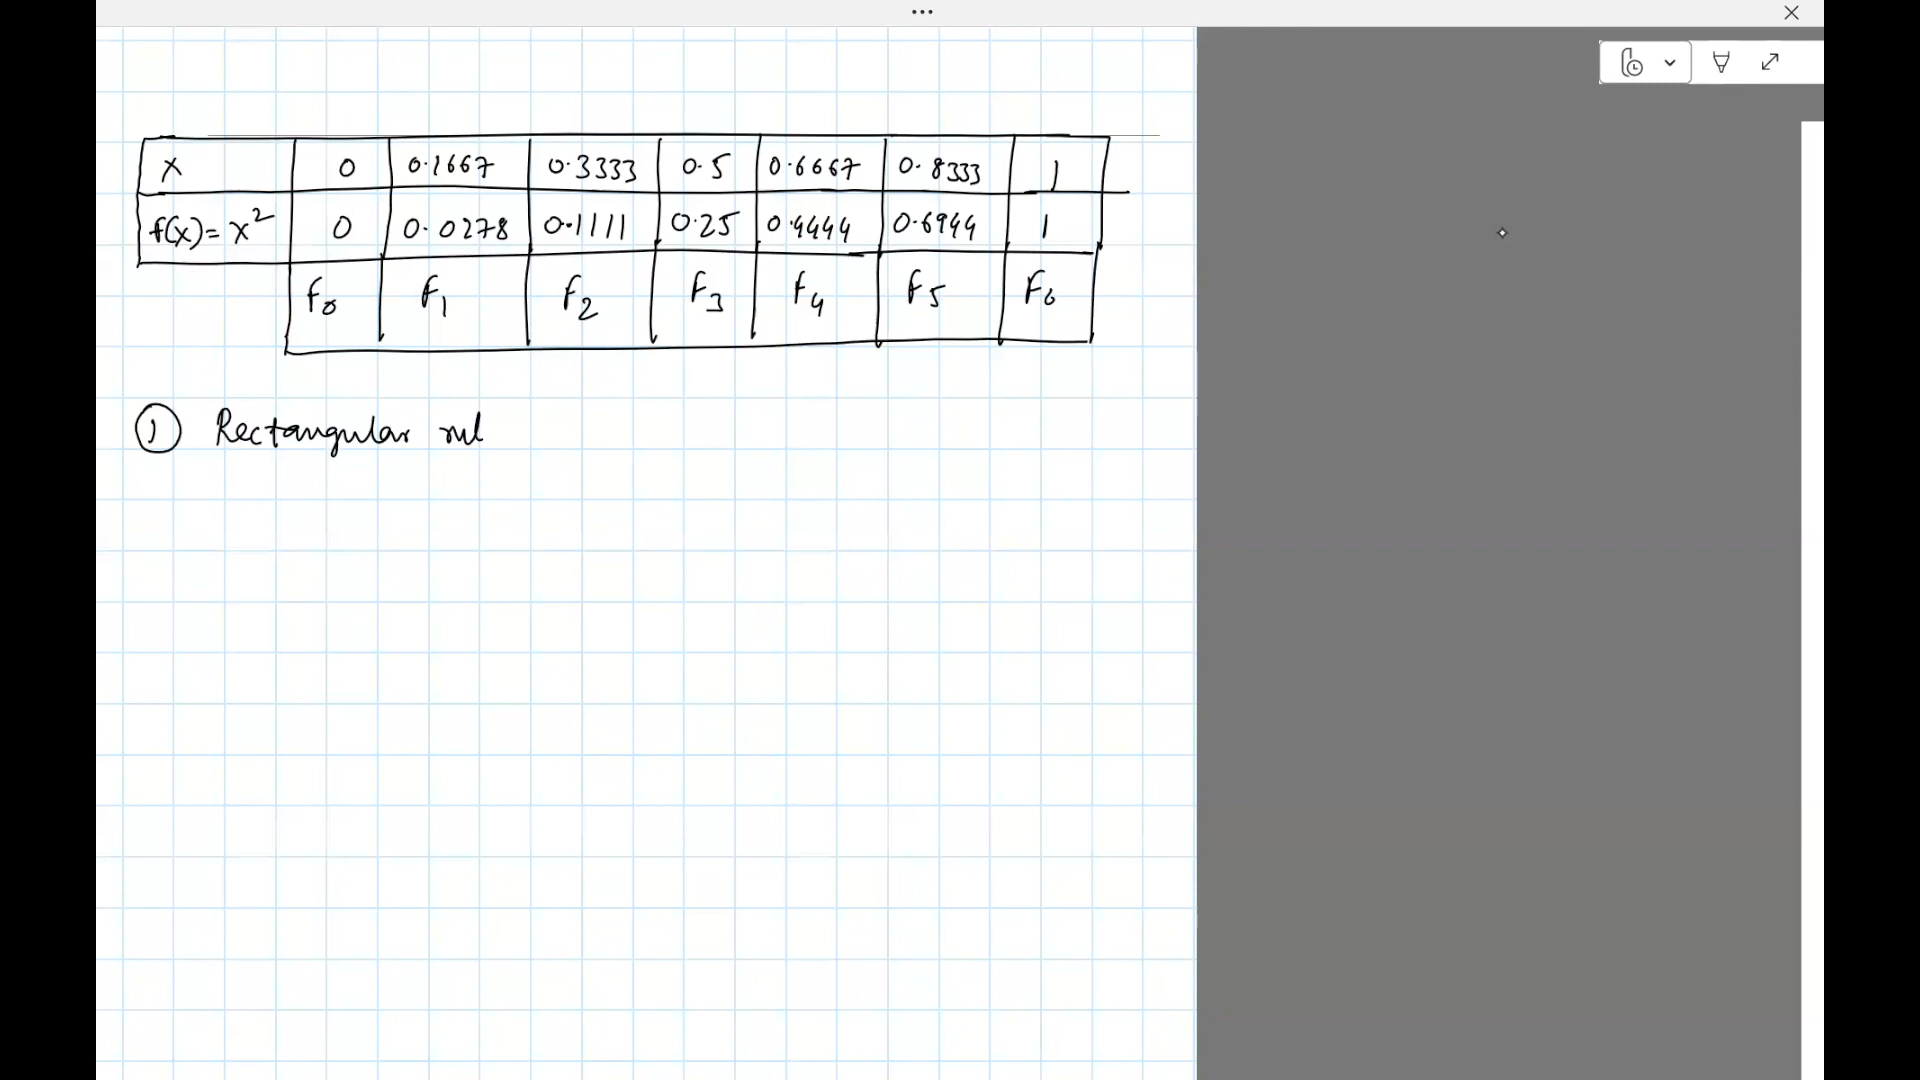 x 0 0.1667 0.3333 0.5 0.6667 0.8333 1
f(x) = x² 0 0.0278 0.1111 0.25 0.4444 0.6944 1
F₀ F₁ F₂ F₃ F₄ F₅ F₆
① Rectangular rul